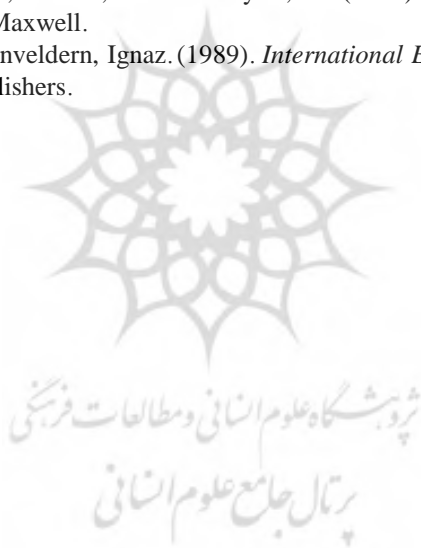 Maxwell.
nveldern, Ignaz. (1989). International E
lishers.
پژوهشگاه علوم انسانی و مطالعات فرهنگی
پرتال جامع علوم انسانی